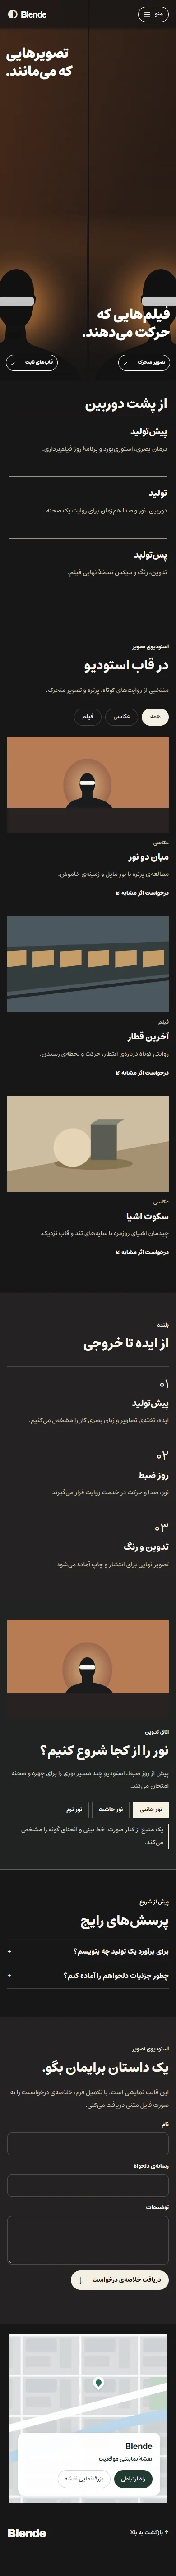 Blende
منو
تصویرهایی
که می‌مانند.
فیلم‌هایی که
حرکت می‌دهند.
تصویر متحرک
قاب‌های ثابت
از پشت دوربین
پیش‌تولید
درمان بصری، استوری‌بورد و برنامهٔ روز فیلم‌برداری.
تولید
دوربین، نور و صدا هم‌زمان برای روایت یک صحنه.
پس‌تولید
تدوین، رنگ و میکس نسخهٔ نهایی فیلم.
استودیوی تصویر
در قاب استودیو
منتخبی از روایت‌های کوتاه، پرتره و تصویر متحرک.
همه
عکاسی
فیلم
عکاسی
میان دو نور
مطالعه‌ی پرتره با نور مایل و زمینه‌ی خاموش.
درخواست اثر مشابه ↙
فیلم
آخرین قطار
روایتی کوتاه درباره‌ی انتظار، حرکت و لحظه‌ی رسیدن.
درخواست اثر مشابه ↙
عکاسی
سکوت اشیا
چیدمان اشیای روزمره با سایه‌های تند و قاب نزدیک.
درخواست اثر مشابه ↙
بلنده
از ایده تا خروجی
۰۱
پیش‌تولید
ایده، تخته‌ی تصاویر و زبان بصری کار را مشخص می‌کنیم.
۰۲
روز ضبط
نور، صدا و حرکت در خدمت روایت قرار می‌گیرند.
۰۳
تدوین و رنگ
تصویر نهایی برای انتشار و چاپ آماده می‌شود.
اتاق تدوین
نور را از کجا شروع کنیم؟
پیش از روز ضبط، استودیو چند مسیر نوری را برای چهره و صحنه
امتحان می‌کند.
نور جانبی
نور حاشیه
نور نرم
یک منبع از کنار صورت، خط بینی و انحنای گونه را مشخص
می‌کند.
پیش از شروع
پرسش‌های رایج
برای برآورد یک تولید چه بنویسم؟
+
چطور جزئیات دلخواهم را آماده کنم؟
+
استودیوی تصویر
یک داستان برایمان بگو.
این قالب نمایشی است. با تکمیل فرم، خلاصه‌ی درخواستت را به
صورت فایل متنی دریافت می‌کنی.
نام
رسانه‌ی دلخواه
توضیحات
دریافت خلاصه‌ی درخواست ↓
Blende
نقشهٔ نمایشی موقعیت
راه ارتباطی
بزرگ‌نمایی نقشه
Blende
↑ بازگشت به بالا